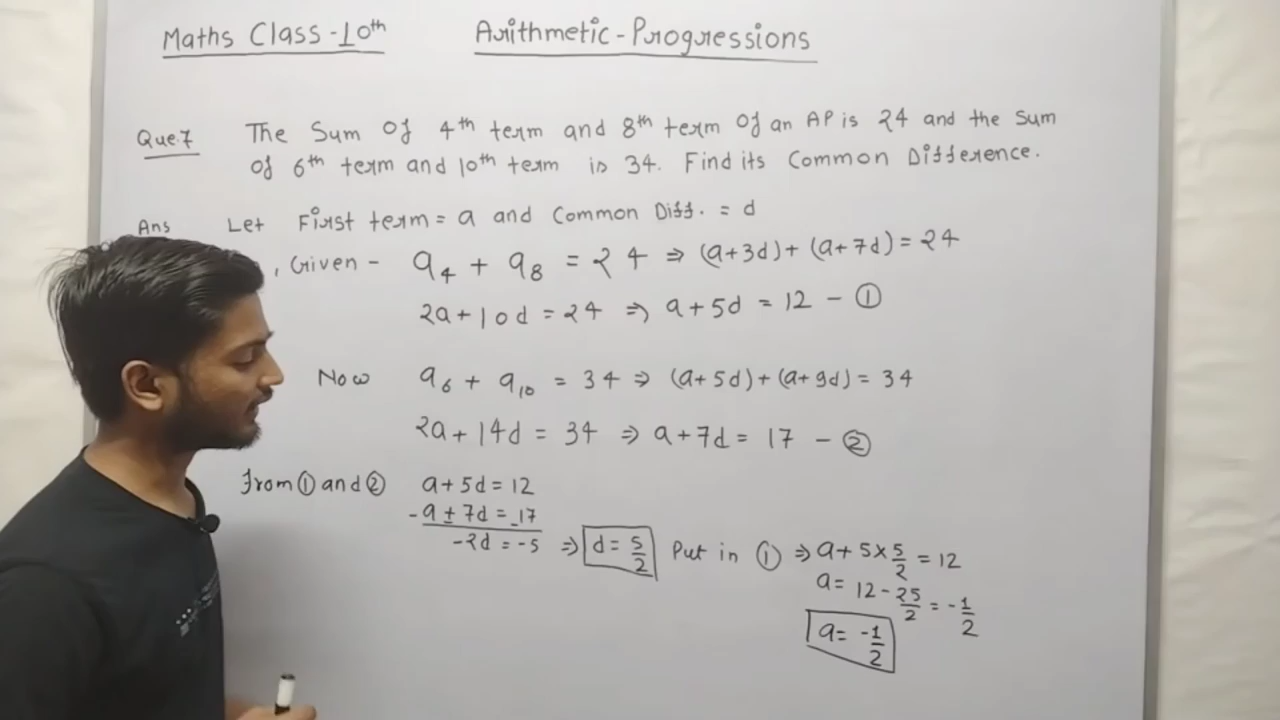 Maths Class-10th Arithmetic-Progressions
Que.7 The Sum Of 4th term and 8th term Of an AP is 24 and the Sum
of 6th term and 10th term is 34. Find its Common Difference.
Ans Let First term = a and Common Diff. = d
, Given - a₄ + a₈ = 24 ⇒ (a+3d)+(a+7d) = 24
2a+10d = 24 ⇒ a+5d = 12 - ①
Now a₆ + a₁₀ = 34 ⇒ (a+5d)+(a+9d) = 34
2a+14d = 34 ⇒ a+7d = 17 - ②
From ① and ② a+5d = 12
-a ± 7d = -17
-2d = -5 ⇒ d = 5/2 Put in ① ⇒ a + 5×5/2 = 12
a = 12 - 25/2 = -1/2
a = -1/2